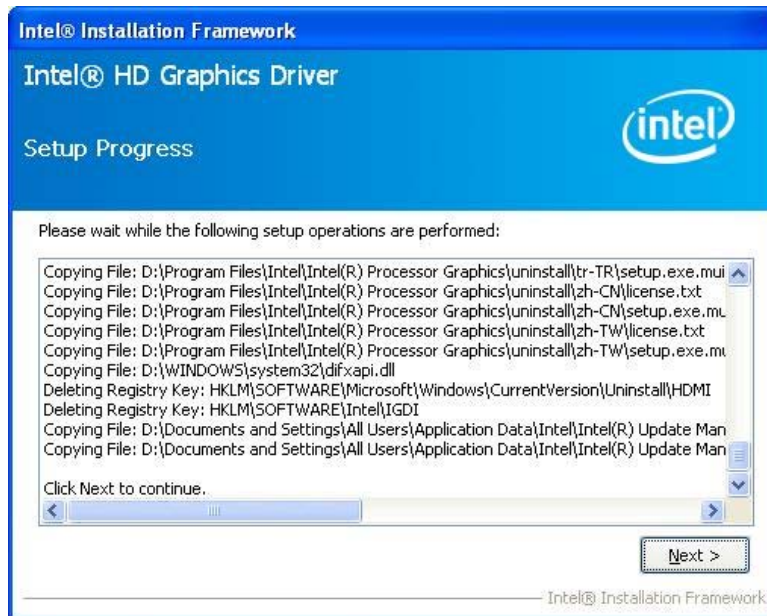 Intel® Installation Framework
Intel® HD Graphics Driver
intel
Setup Progress
Please wait while the following setup operations are performed:
Copying File: D:\Program Files\Intel\Intel(R) Processor Graphics\uninstall\tr-TR\setup.exe.mui
Copying File: D:\Program Files\Intel\Intel(R) Processor Graphics\uninstall\zh-CN\license.txt
Copying File: D:\Program Files\Intel\Intel(R) Processor Graphics\uninstall\zh-CN\setup.exe.mu
Copying File: D:\Program Files\Intel\Intel(R) Processor Graphics\uninstall\zh-TW\license.txt
Copying File: D:\Program Files\Intel\Intel(R) Processor Graphics\uninstall\zh-TW\setup.exe.mu
Copying File: D:\WINDOWS\system32\difxapi.dll
Deleting Registry Key: HKLM\SOFTWARE\Microsoft\Windows\CurrentVersion\Uninstall\HDMI
Deleting Registry Key: HKLM\SOFTWARE\Intel\IGDI
Copying File: D:\Documents and Settings\All Users\Application Data\Intel\Intel(R) Update Man
Copying File: D:\Documents and Settings\All Users\Application Data\Intel\Intel(R) Update Man
Click Next to continue.
Next >
Intel® Installation Framework